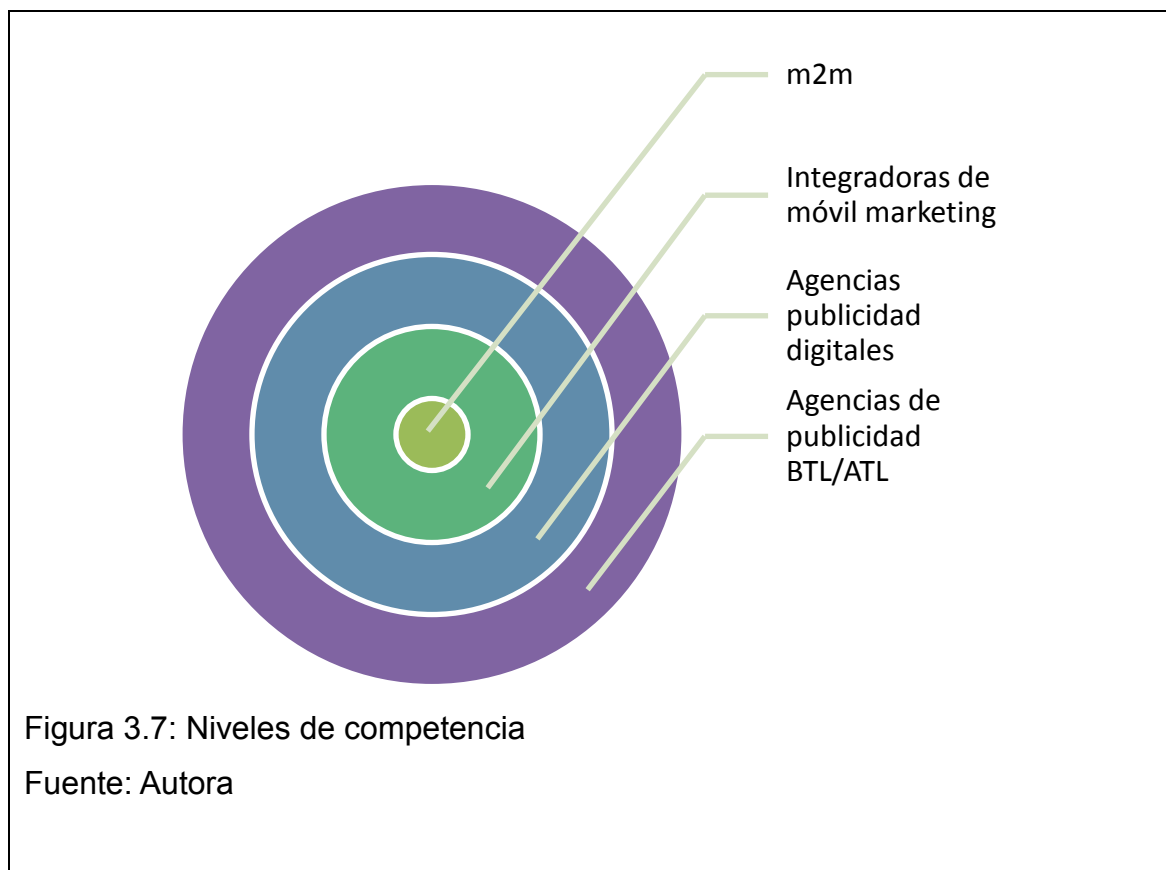 m2m
Integradoras de
móvil marketing
Agencias
publicidad
digitales
Agencias de
publicidad
BTL/ATL
Figura 3.7: Niveles de competencia
Fuente: Autora